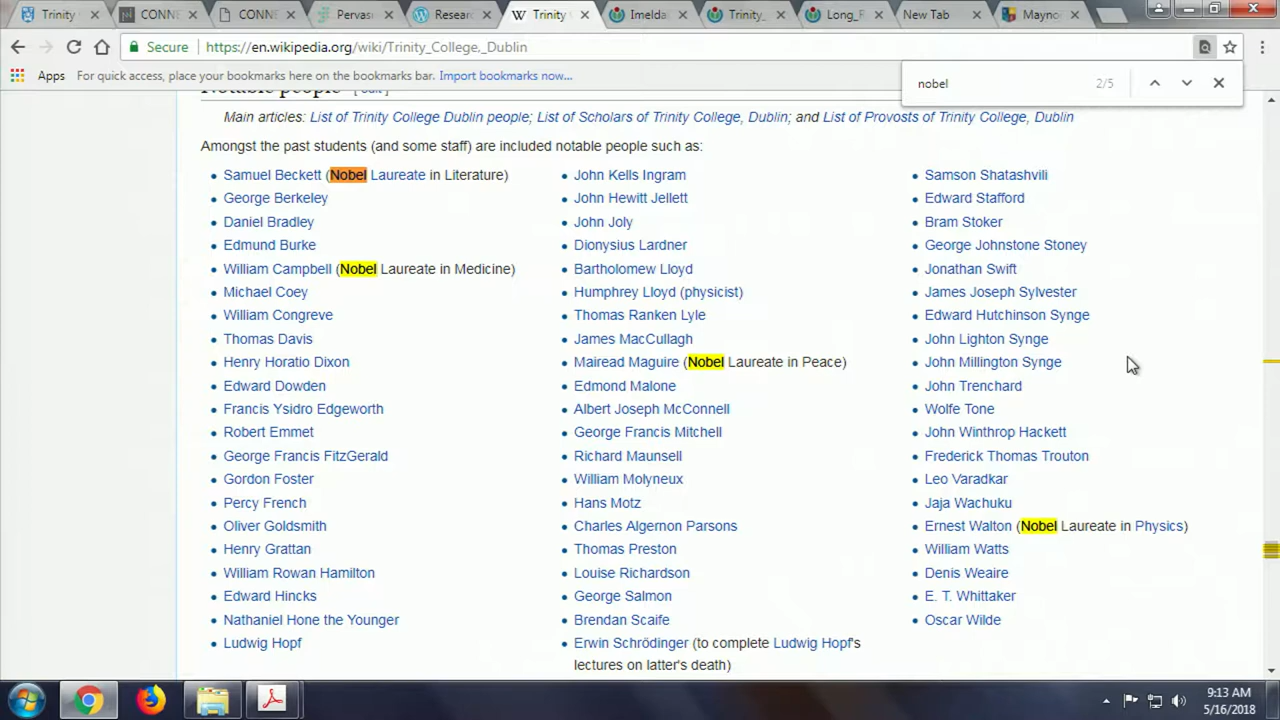 Trinity
CONNE
CONNE
Pervas
Resear
Trinity
Imelda
Trinity_
Long_F
New Tab
Mayno
Secure
https://en.wikipedia.org/wiki/Trinity_College,_Dublin
Apps
For quick access, place your bookmarks here on the bookmarks bar. Import bookmarks now...
nobel 2/5
Notable people [ edit ]
Main articles: List of Trinity College Dublin people; List of Scholars of Trinity College, Dublin; and List of Provosts of Trinity College, Dublin
Amongst the past students (and some staff) are included notable people such as:
Samuel Beckett (Nobel Laureate in Literature)
George Berkeley
Daniel Bradley
Edmund Burke
William Campbell (Nobel Laureate in Medicine)
Michael Coey
William Congreve
Thomas Davis
Henry Horatio Dixon
Edward Dowden
Francis Ysidro Edgeworth
Robert Emmet
George Francis FitzGerald
Gordon Foster
Percy French
Oliver Goldsmith
Henry Grattan
William Rowan Hamilton
Edward Hincks
Nathaniel Hone the Younger
Ludwig Hopf
John Kells Ingram
John Hewitt Jellett
John Joly
Dionysius Lardner
Bartholomew Lloyd
Humphrey Lloyd (physicist)
Thomas Ranken Lyle
James MacCullagh
Mairead Maguire (Nobel Laureate in Peace)
Edmond Malone
Albert Joseph McConnell
George Francis Mitchell
Richard Maunsell
William Molyneux
Hans Motz
Charles Algernon Parsons
Thomas Preston
Louise Richardson
George Salmon
Brendan Scaife
Erwin Schrödinger (to complete Ludwig Hopf's
lectures on latter's death)
Samson Shatashvili
Edward Stafford
Bram Stoker
George Johnstone Stoney
Jonathan Swift
James Joseph Sylvester
Edward Hutchinson Synge
John Lighton Synge
John Millington Synge
John Trenchard
Wolfe Tone
John Winthrop Hackett
Frederick Thomas Trouton
Leo Varadkar
Jaja Wachuku
Ernest Walton (Nobel Laureate in Physics)
William Watts
Denis Weaire
E. T. Whittaker
Oscar Wilde
9:13 AM
5/16/2018